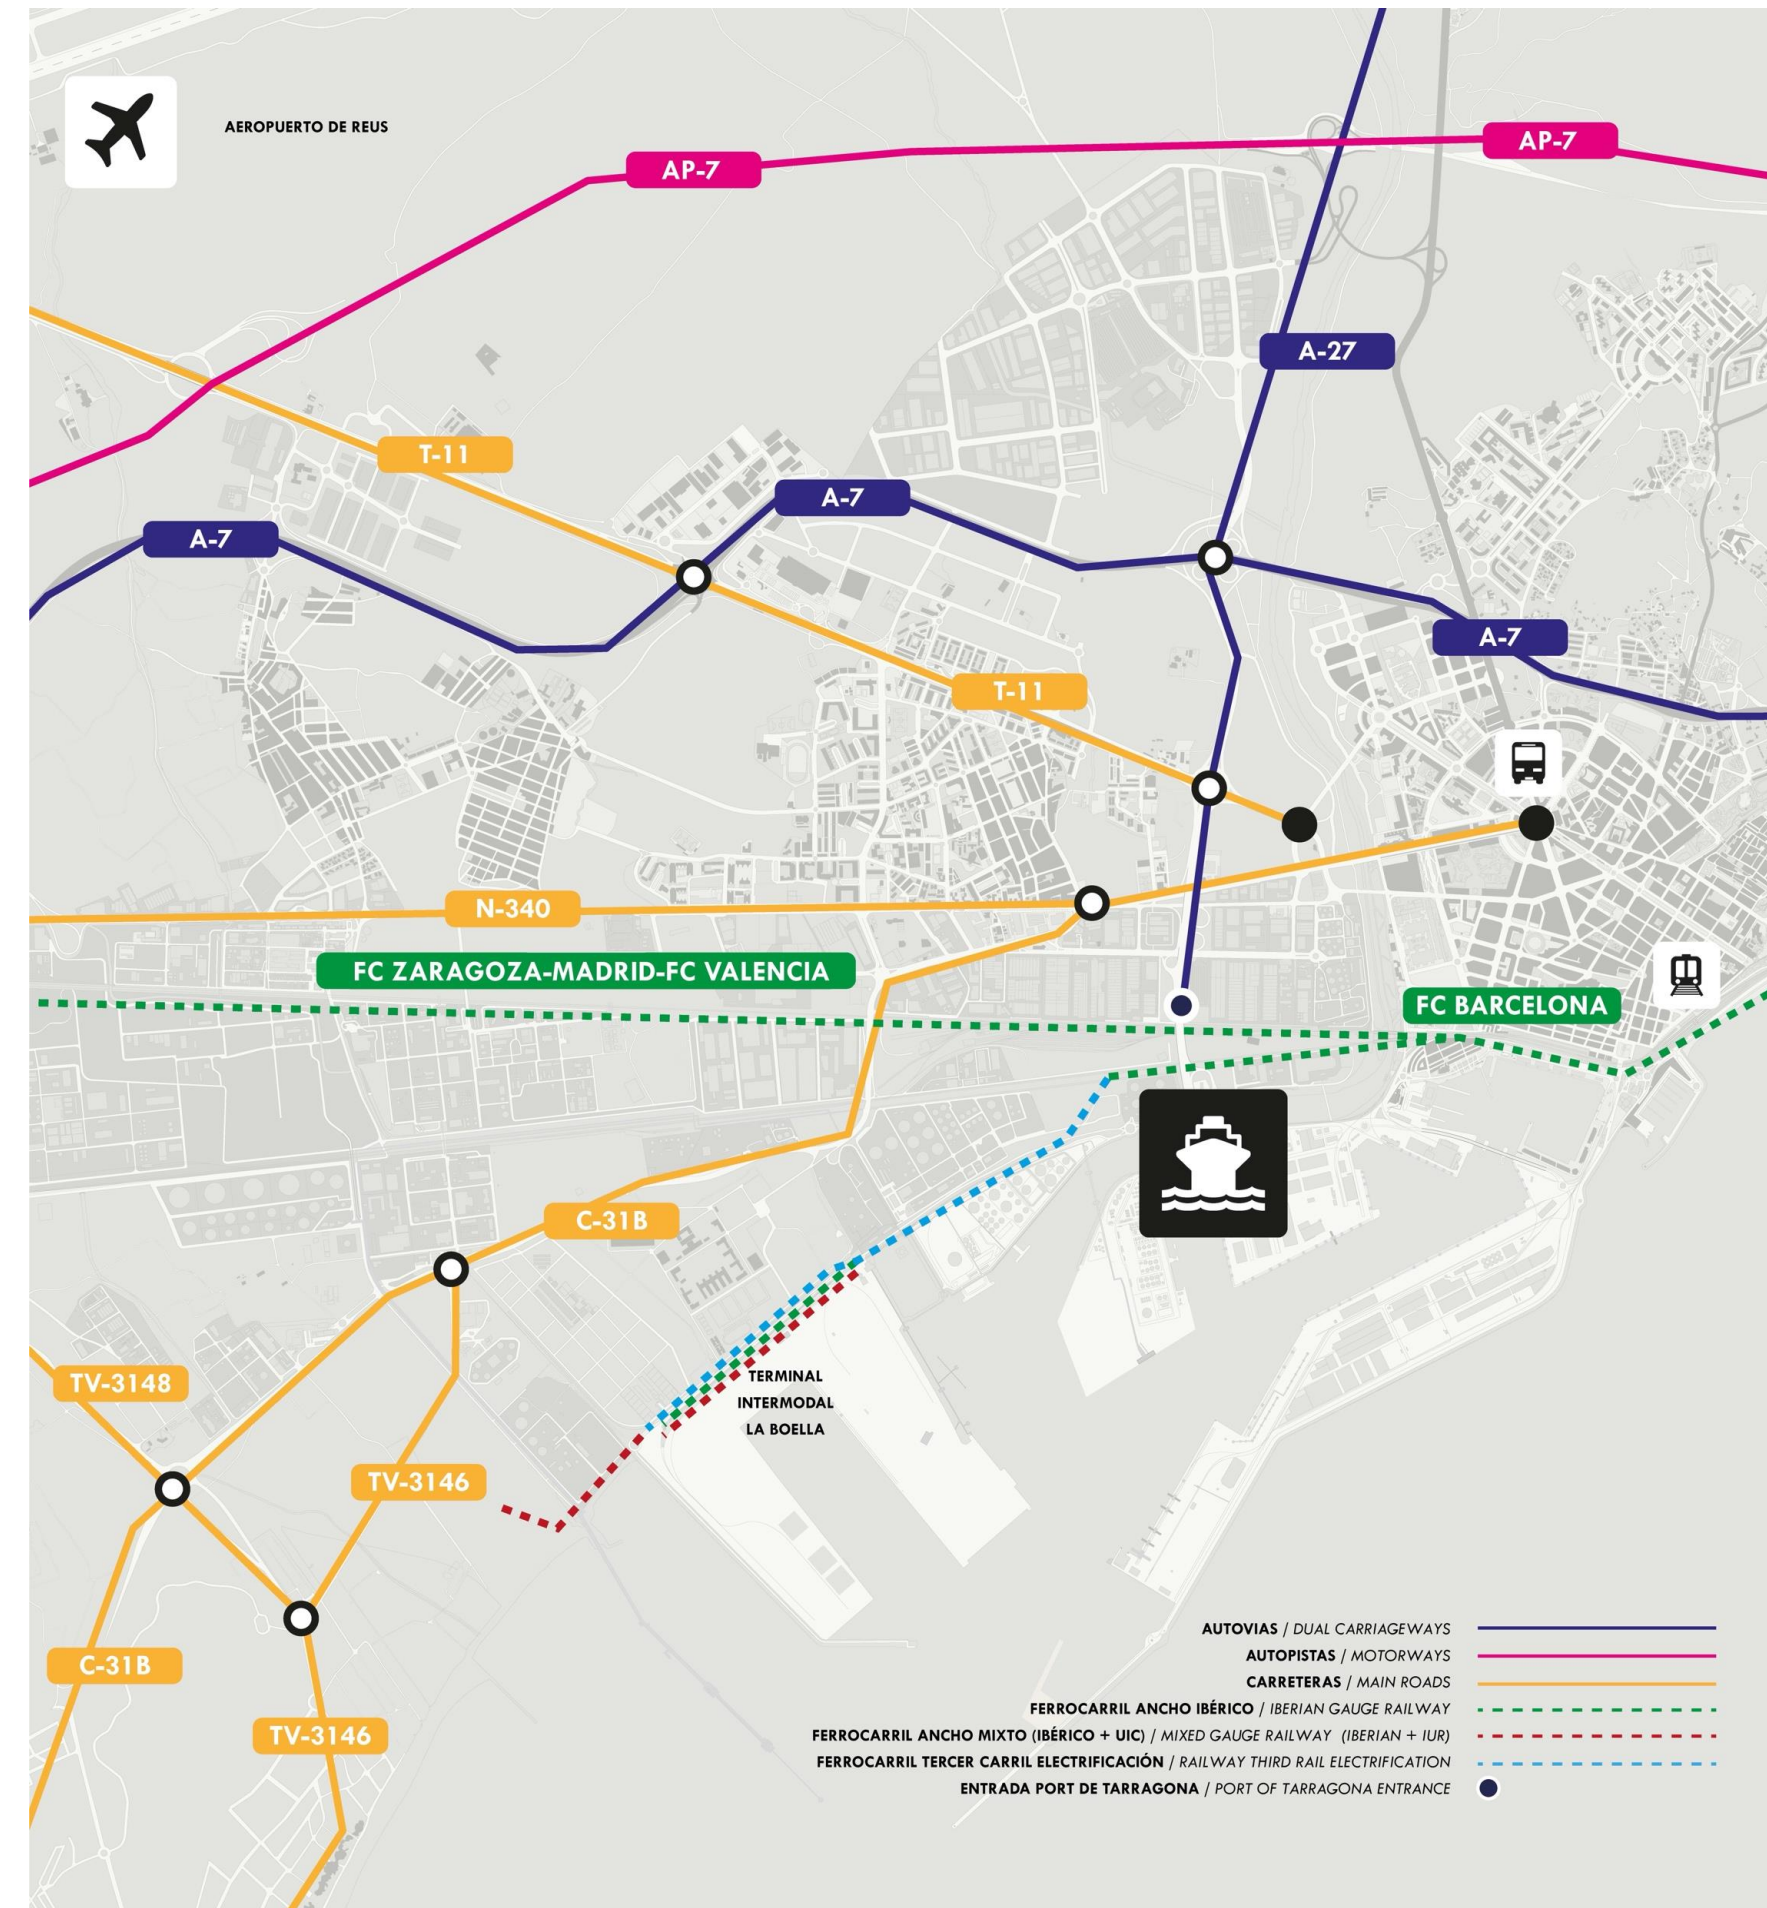 AEROPUERTO DE REUS
AP-7
AP-7
A-27
T-11
A-7
A-7
A-7
T-11
N-340
FC ZARAGOZA-MADRID-FC VALENCIA
FC BARCELONA
C-31B
TV-3148
TERMINAL
INTERMODAL
LA BOELLA
TV-3146
C-31B
TV-3146
AUTOVIAS / DUAL CARRIAGEWAYS
AUTOPISTAS / MOTORWAYS
CARRETERAS / MAIN ROADS
FERROCARRIL ANCHO IBÉRICO / IBERIAN GAUGE RAILWAY
FERROCARRIL ANCHO MIXTO (IBÉRICO + UIC) / MIXED GAUGE RAILWAY (IBERIAN + IUR)
FERROCARRIL TERCER CARRIL ELECTRIFICACIÓN / RAILWAY THIRD RAIL ELECTRIFICATION
ENTRADA PORT DE TARRAGONA / PORT OF TARRAGONA ENTRANCE